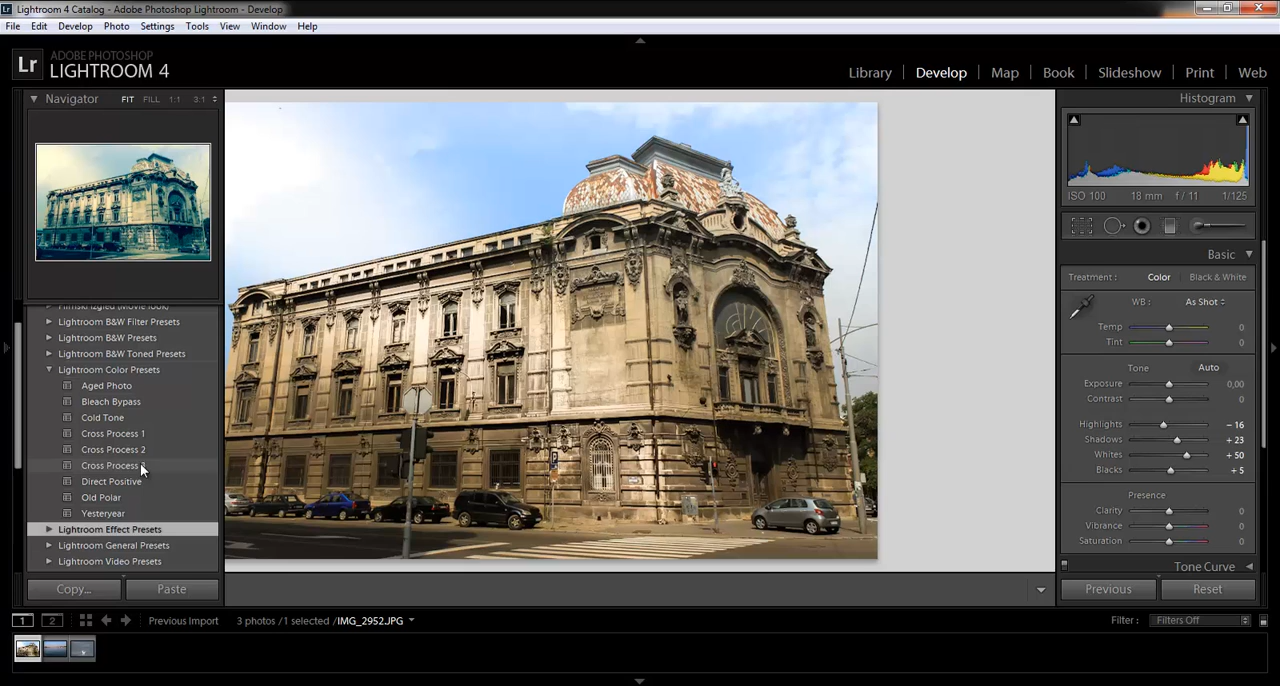 Lightroom 4 Catalog - Adobe Photoshop Lightroom - Develop
File Edit Develop Photo Settings Tools View Window Help
Lr ADOBE PHOTOSHOP
LIGHTROOM 4
Library Develop Map Book Slideshow Print Web
Navigator FIT FILL 1:1 3:1
Lightroom B&W Filter Presets
Lightroom B&W Presets
Lightroom B&W Toned Presets
Lightroom Color Presets
Aged Photo
Bleach Bypass
Cold Tone
Cross Process 1
Cross Process 2
Cross Process
Direct Positive
Old Polar
Yesteryear
Lightroom Effect Presets
Lightroom General Presets
Lightroom Video Presets
Copy... Paste
Histogram
ISO 100 18 mm f / 11 1/125
Basic
Treatment : Color Black & White
WB : As Shot
Temp 0
Tint 0
Tone Auto
Exposure 0,00
Contrast 0
Highlights − 16
Shadows + 23
Whites + 50
Blacks + 5
Presence
Clarity 0
Vibrance 0
Saturation 0
Tone Curve
Previous Reset
1 2 Previous Import 3 photos / 1 selected / IMG_2952.JPG Filter : Filters Off